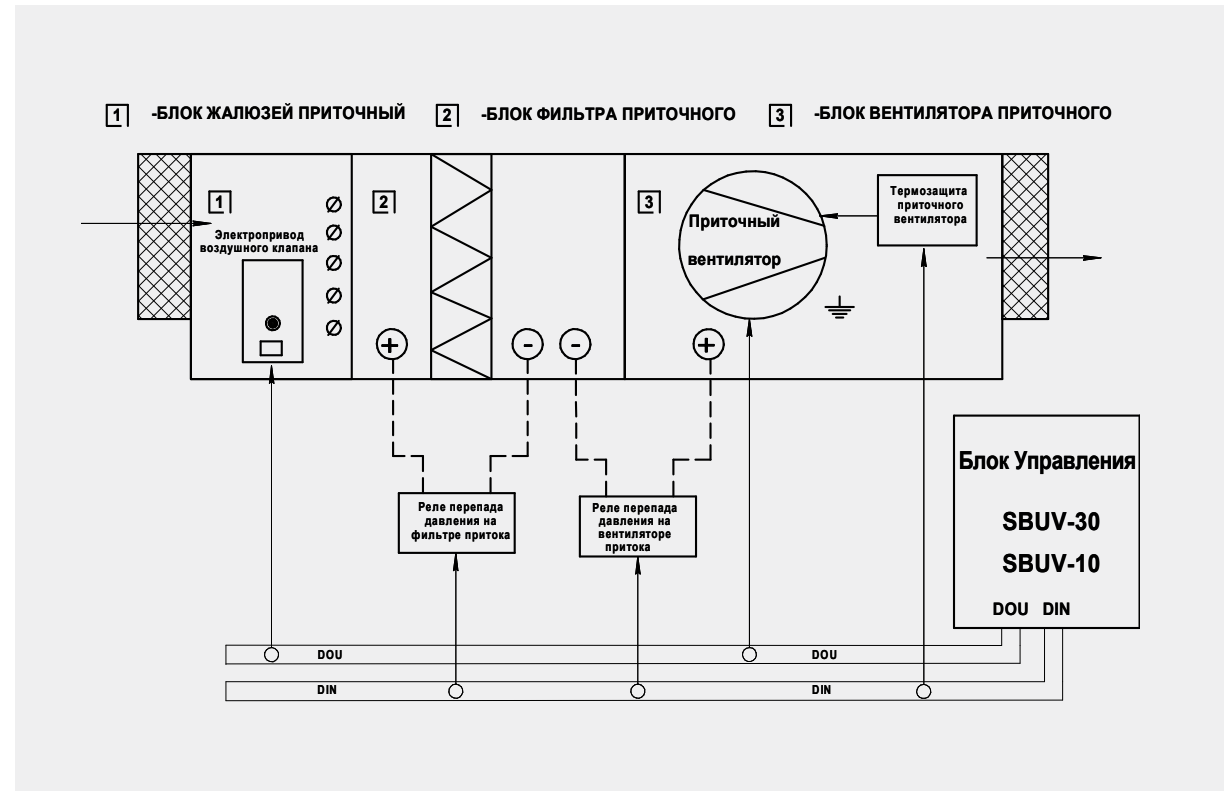 1 -БЛОК ЖАЛЮЗЕЙ ПРИТОЧНЫЙ 2 -БЛОК ФИЛЬТРА ПРИТОЧНОГО 3 -БЛОК ВЕНТИЛЯТОРА ПРИТОЧНОГО
1
Электропривод
воздушного клапана
2
+
-
-
3
Приточный
вентилятор
+
Термозащита
приточного
вентилятора
Реле перепада
давления на
фильтре притока
Реле перепада
давления на
вентиляторе
притока
Блок Управления
SBUV-30
SBUV-10
DOU DIN
DOU DOU
DIN DIN